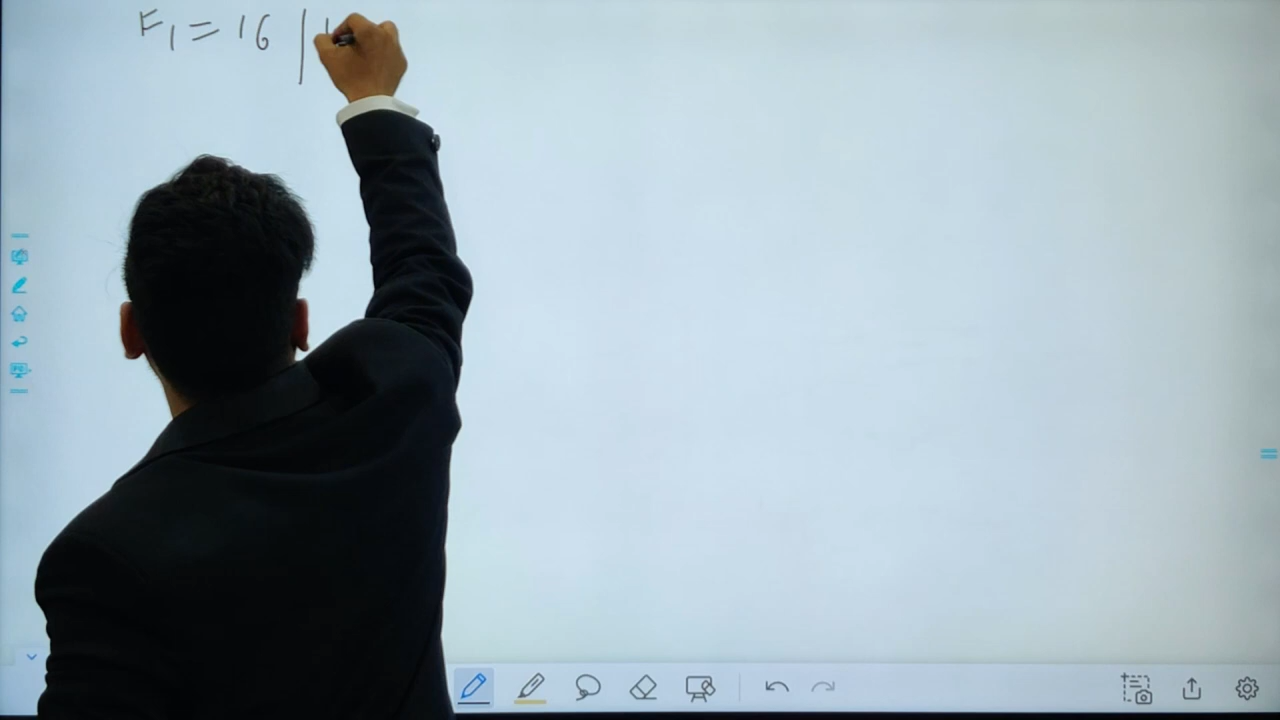 F₁ = 16 |